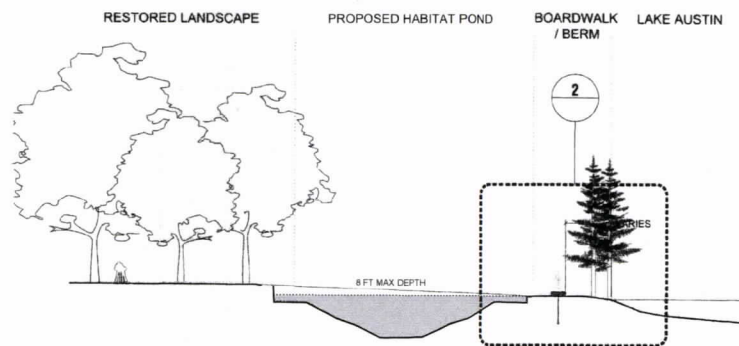 RESTORED LANDSCAPE
PROPOSED HABITAT POND
BOARDWALK
/ BERM
LAKE AUSTIN
2
8 FT MAX DEPTH